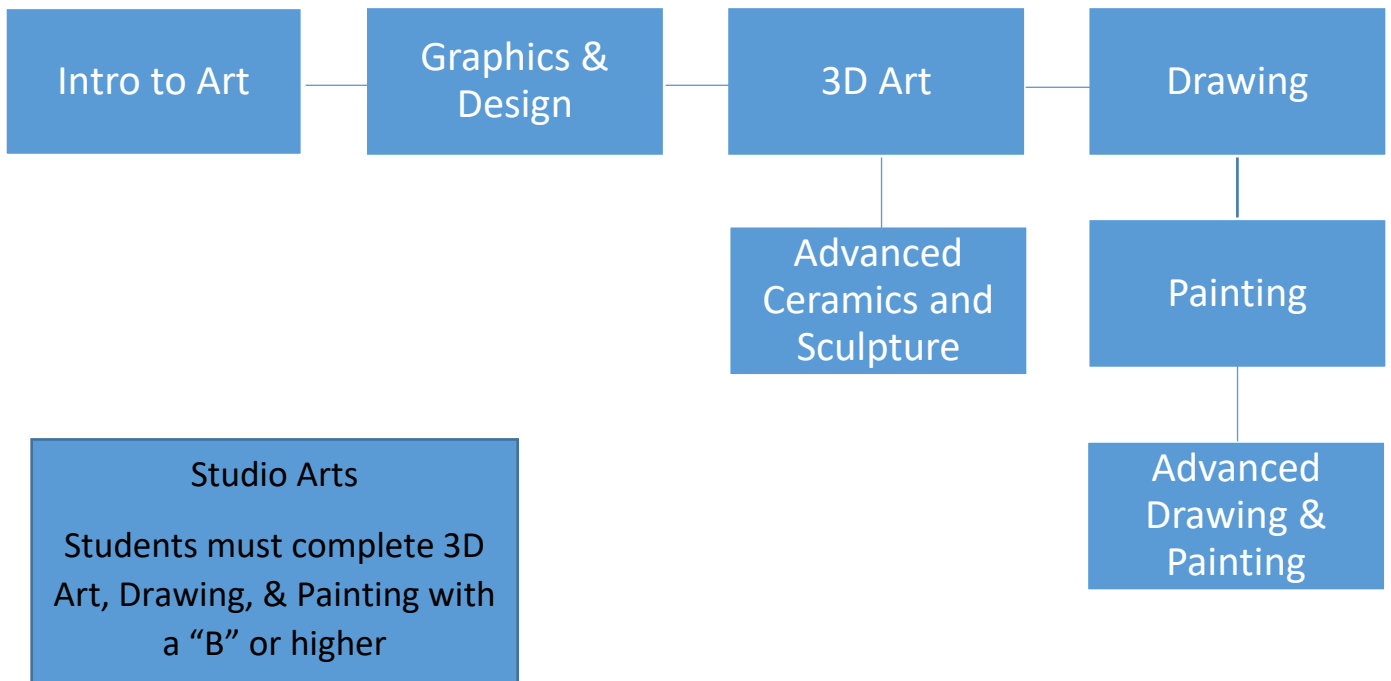 Intro to Art
Graphics &
Design
3D Art
Drawing
Advanced
Ceramics and
Sculpture
Painting
Advanced
Drawing &
Painting
Studio Arts
Students must complete 3D
Art, Drawing, & Painting with
a “B” or higher